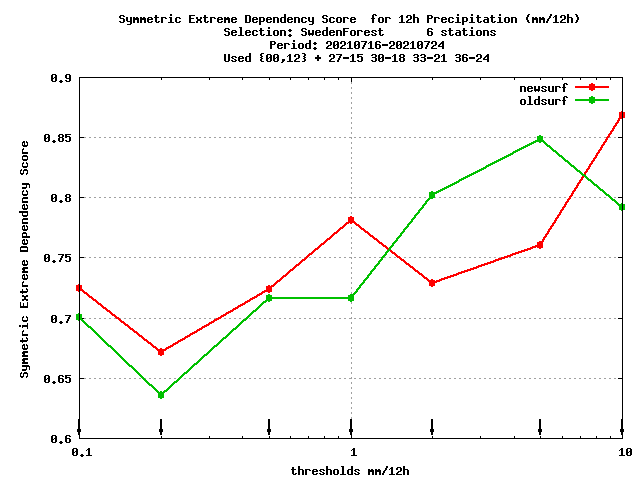 Symmetric Extreme Dependency Score  for 12h Precipitation (mm/12h)
Selection: SwedenForest      6 stations
Period: 20210716-20210724
Used {00,12} + 27-15 30-18 33-21 36-24
newsurf
oldsurf
Symmetric Extreme Dependency Score
0.9
0.85
0.8
0.75
0.7
0.65
0.6
0.1 1 10
thresholds mm/12h